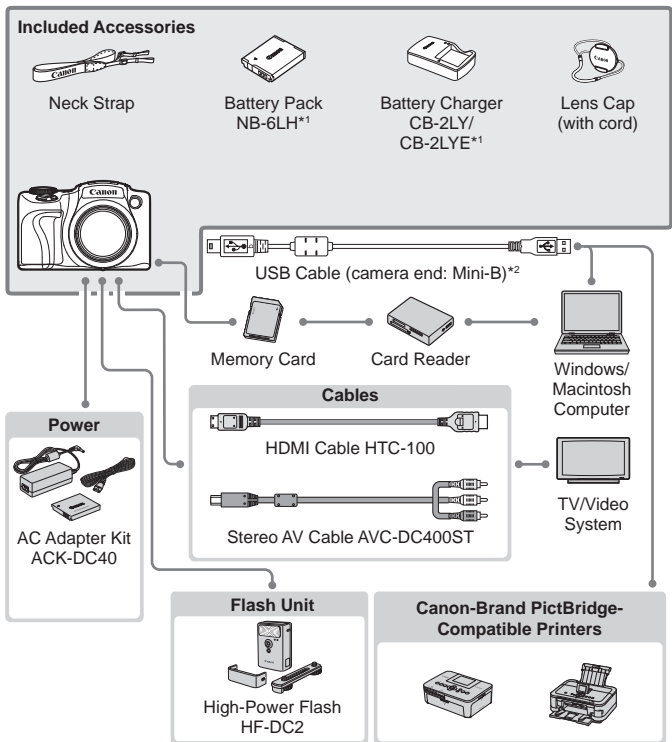 Included Accessories
Canon
Neck Strap
Battery Pack
NB-6LH*1
Battery Charger
CB-2LY/
CB-2LYE*1
Canon
Lens Cap
(with cord)
Canon
USB Cable (camera end: Mini-B)*2
Memory Card
Card Reader
Windows/
Macintosh
Computer
Cables
HDMI Cable HTC-100
Stereo AV Cable AVC-DC400ST
TV/Video
System
Power
AC Adapter Kit
ACK-DC40
Flash Unit
High-Power Flash
HF-DC2
Canon-Brand PictBridge-
Compatible Printers